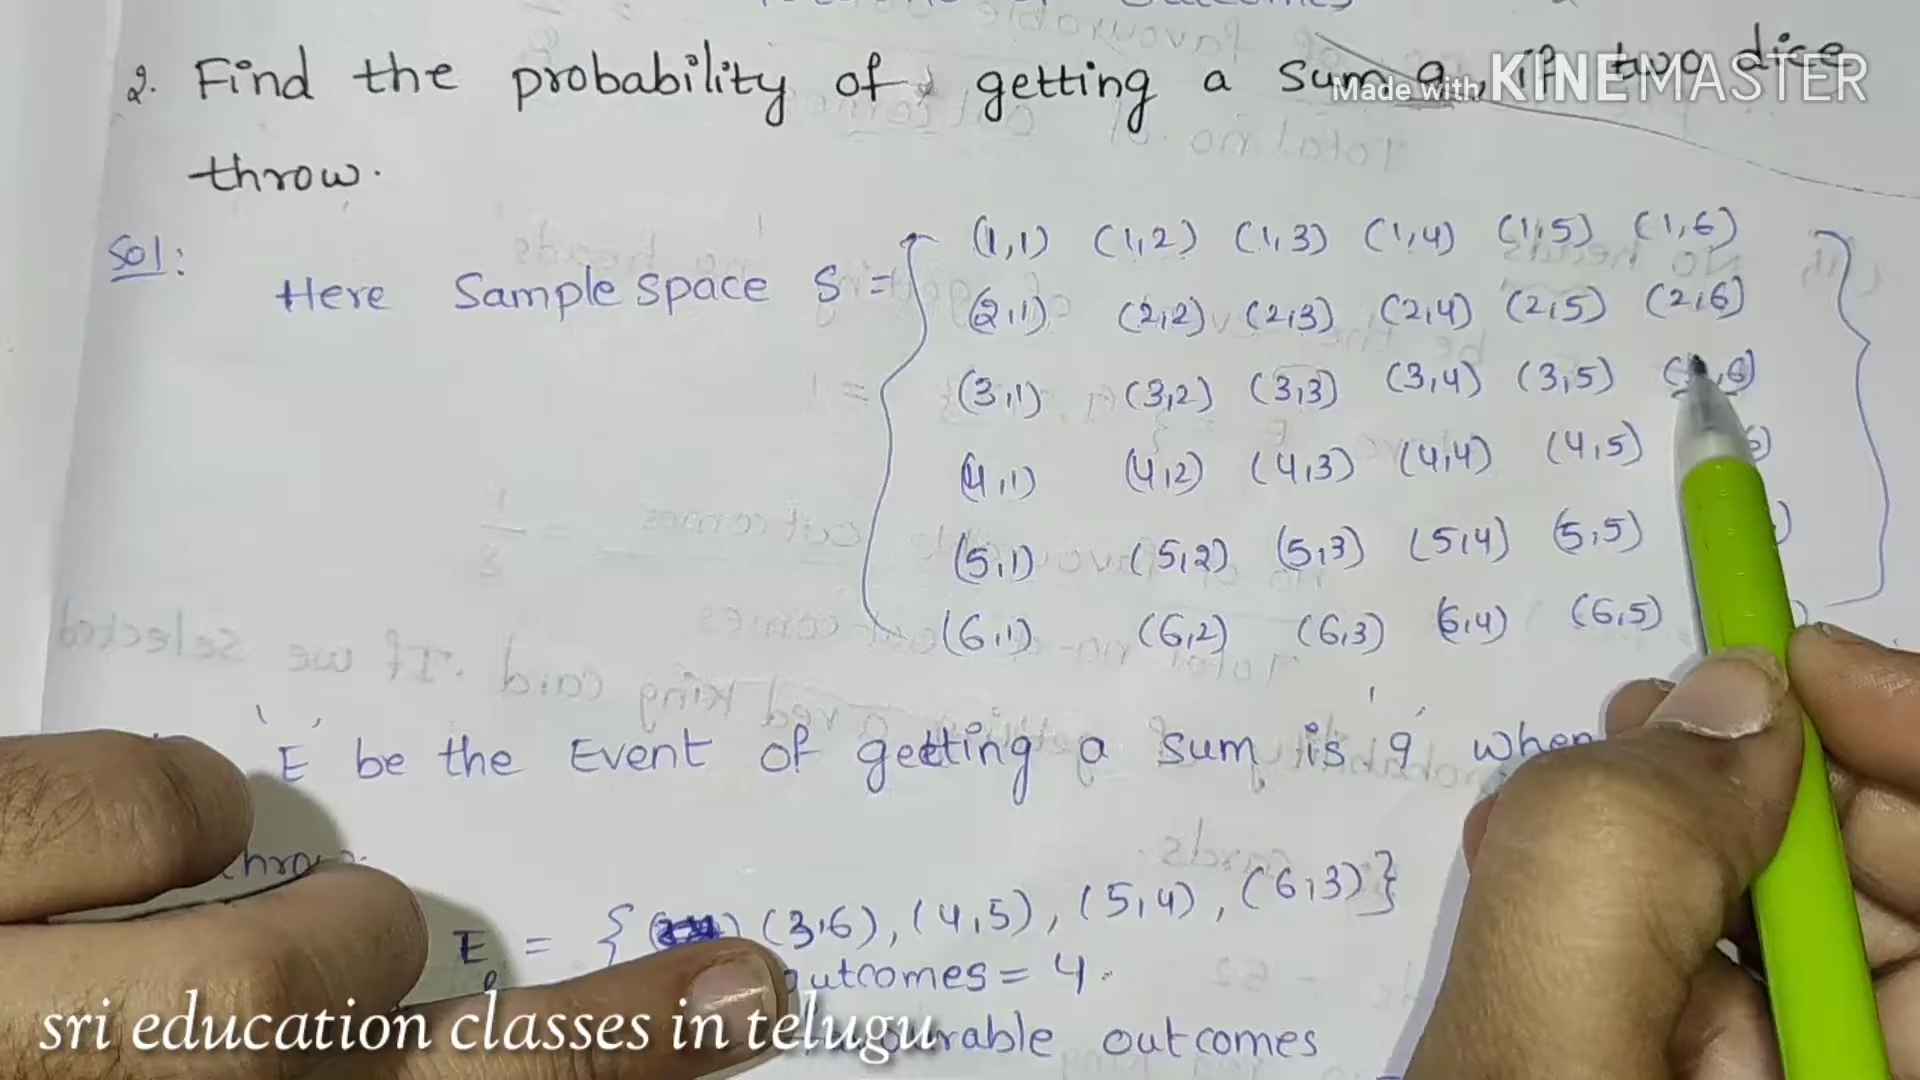 2. Find the probability of getting a sum 9, if two dice
Made with KINEMASTER
throw.
Sol:
Here Sample space S =
(1,1) (1,2) (1,3) (1,4) (1,5) (1,6)
(2,1) (2,2) (2,3) (2,4) (2,5) (2,6)
(3,1) (3,2) (3,3) (3,4) (3,5)
(4,1) (4,2) (4,3) (4,4) (4,5)
(5,1) (5,2) (5,3) (5,4) (5,5)
(6,1) (6,2) (6,3) (6,4) (6,5)
'E' be the Event of getting a sum is '9' when
E = { (3,6), (4,5), (5,4), (6,3)}
outcomes = 4.
outcomes
sri education classes in telugu